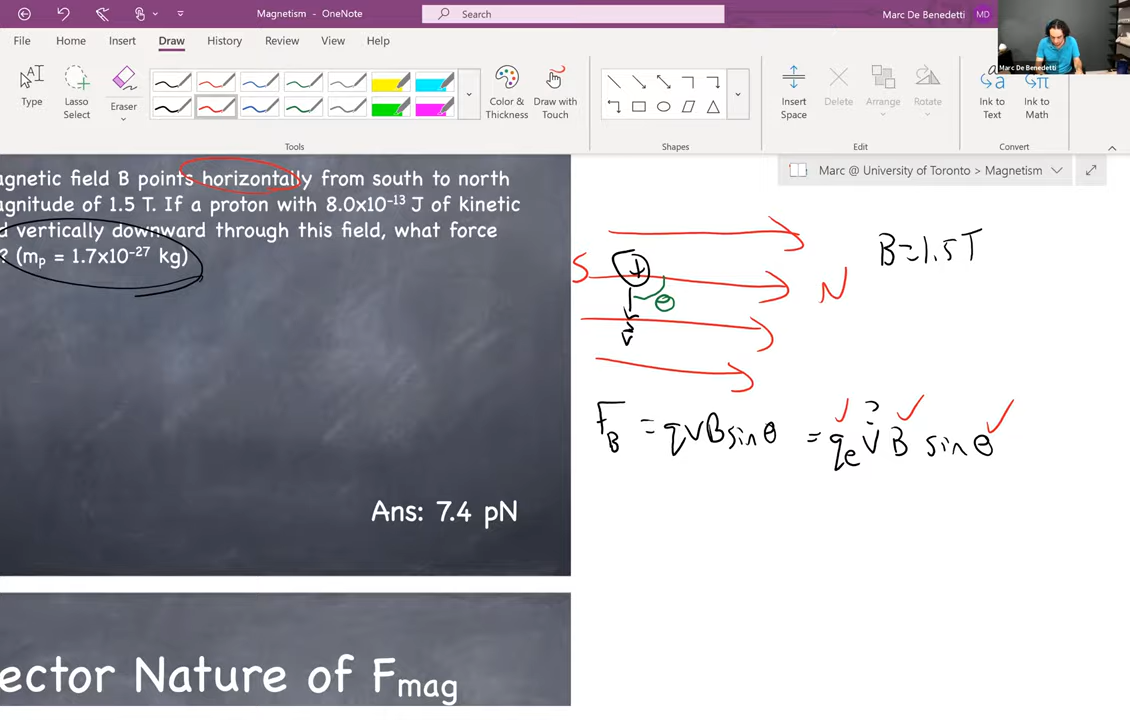 Magnetism - OneNote
Search
Marc De Benedetti MD
Marc De Benedetti
File Home Insert Draw History Review View Help
Type
Lasso Select
Eraser
Color & Thickness
Draw with Touch
Insert Space
Delete
Arrange
Rotate
Ink to Text
Ink to Math
Tools
Shapes
Edit
Convert
Marc @ University of Toronto > Magnetism
agnetic field B points horizontally from south to north
agnitude of 1.5 T. If a proton with 8.0x10⁻¹³ J of kinetic
d vertically downward through this field, what force
? (mₚ = 1.7x10⁻²⁷ kg)
B = 1.5 T
S
+
N
θ
v
F_B = qvB sin θ = qₑ v B sin θ
?
Ans: 7.4 pN
ector Nature of Fmag